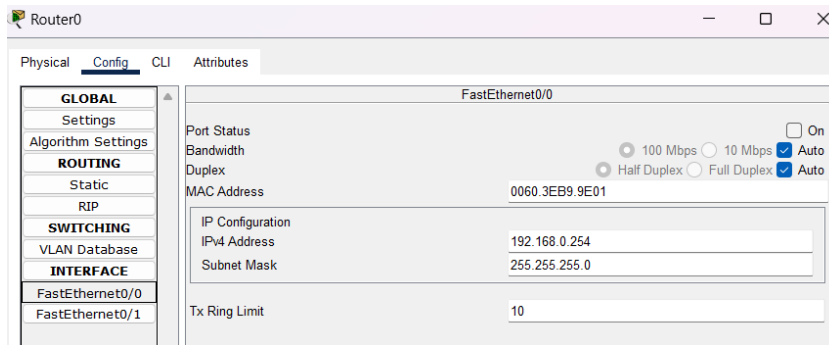 Router0
Physical Config CLI Attributes
GLOBAL
Settings
Algorithm Settings
ROUTING
Static
RIP
SWITCHING
VLAN Database
INTERFACE
FastEthernet0/0
FastEthernet0/1
FastEthernet0/0
Port Status On
Bandwidth 100 Mbps 10 Mbps Auto
Duplex Half Duplex Full Duplex Auto
MAC Address 0060.3EB9.9E01
IP Configuration
IPv4 Address 192.168.0.254
Subnet Mask 255.255.255.0
Tx Ring Limit 10